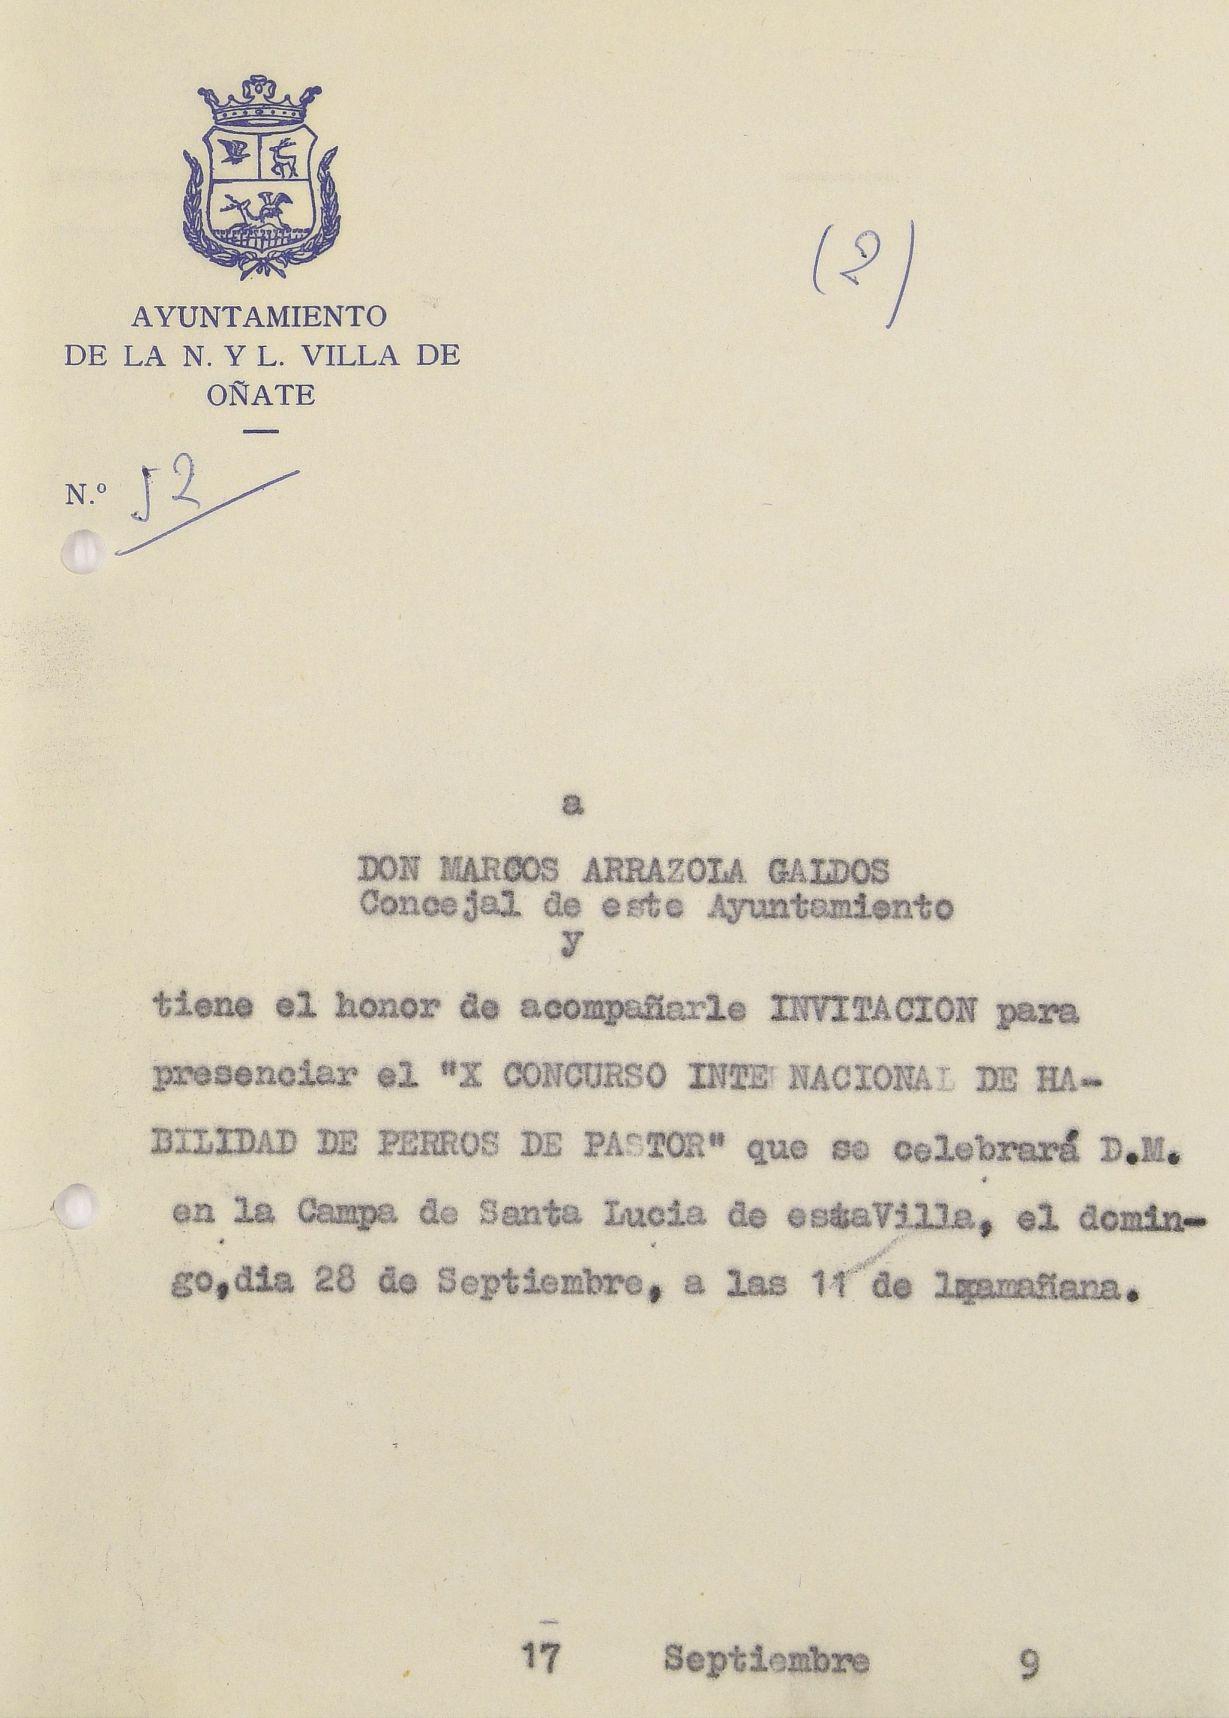 (2)
AYUNTAMIENTO
DE LA N. Y L. VILLA DE
OÑATE
N.º 52
a
DON MARCOS ARRAZOLA GALDOS
Concejal de este Ayuntamiento
y
tiene el honor de acompañarle INVITACION para
presenciar el "X CONCURSO INTERNACIONAL DE HA-
BILIDAD DE PERROS DE PASTOR" que se celebrará D.M.
en la Campa de Santa Lucia de estaVilla, el domin-
go,dia 28 de Septiembre, a las 11 de lamañana.
17 Septiembre 9